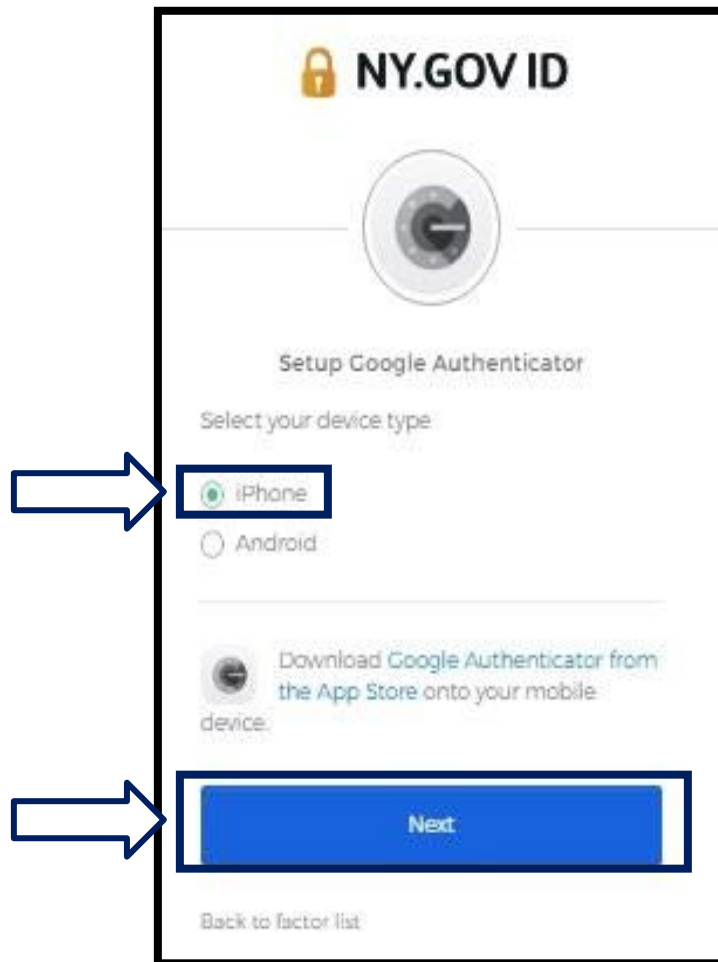 NY.GOV ID
Setup Google Authenticator
Select your device type
iPhone
Android
Download Google Authenticator from
the App Store onto your mobile
device.
Next
Back to factor list